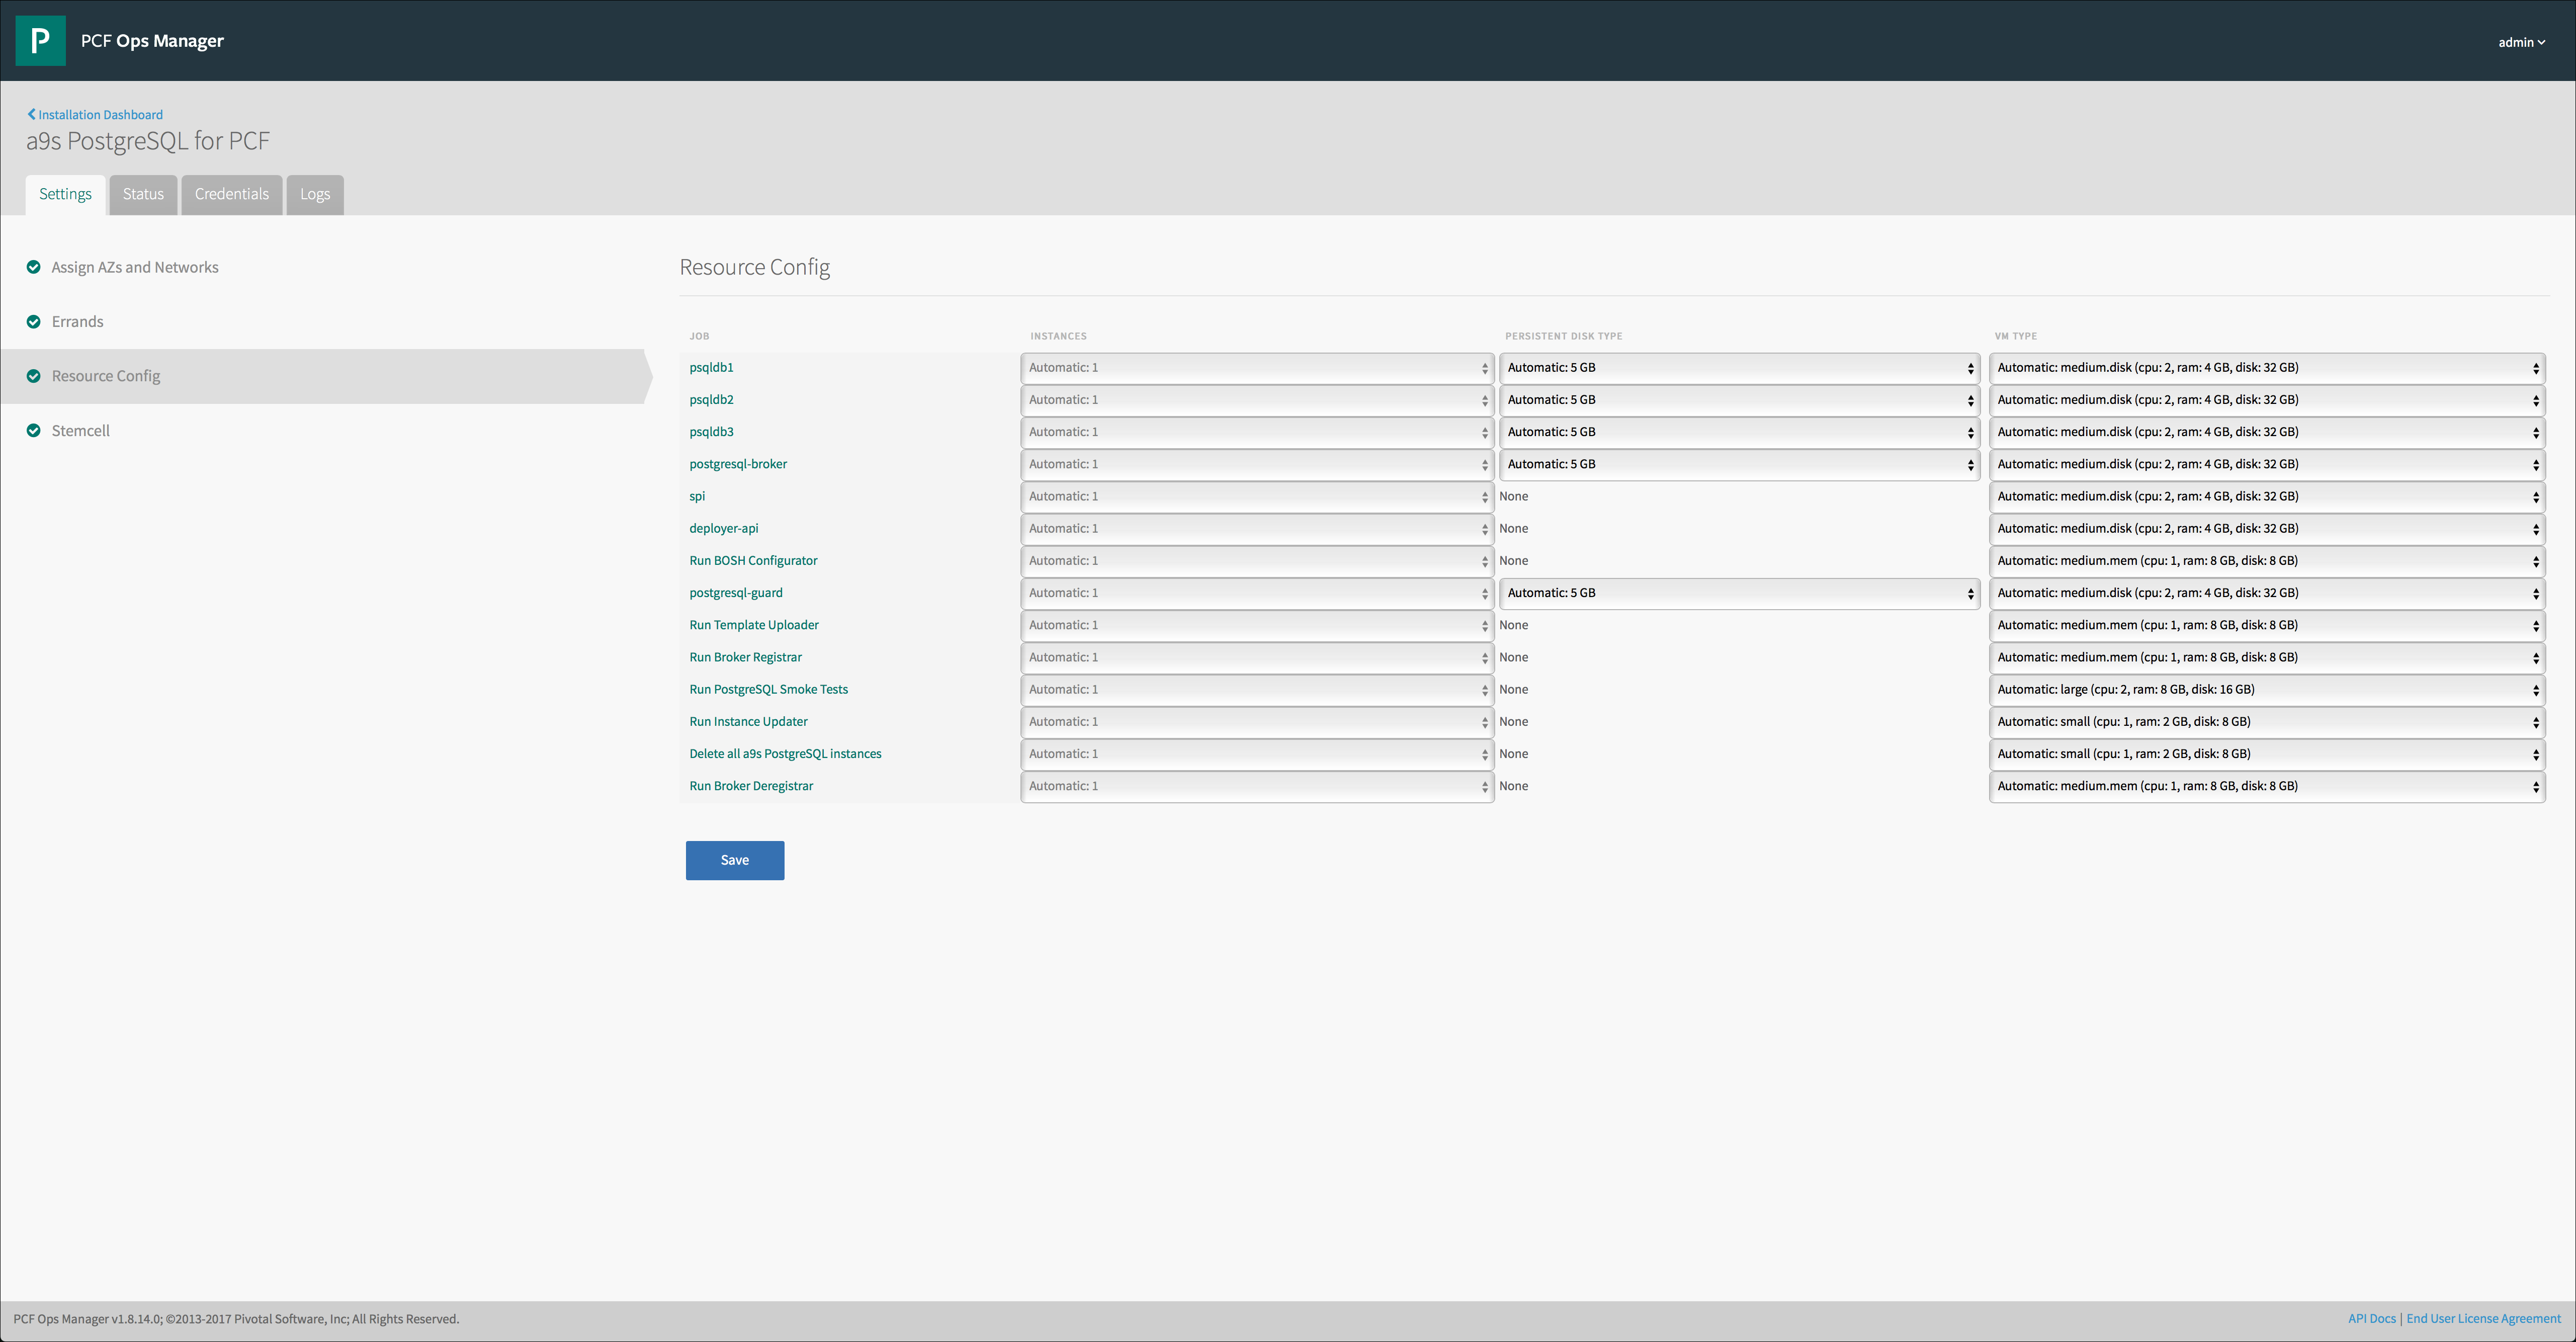 P PCF Ops Manager admin
Installation Dashboard
a9s PostgreSQL for PCF
Settings Status Credentials Logs
Assign AZs and Networks
Errands
Resource Config
Stemcell
Resource Config
JOB INSTANCES PERSISTENT DISK TYPE VM TYPE
psqldb1 Automatic: 1 Automatic: 5 GB Automatic: medium.disk (cpu: 2, ram: 4 GB, disk: 32 GB)
psqldb2 Automatic: 1 Automatic: 5 GB Automatic: medium.disk (cpu: 2, ram: 4 GB, disk: 32 GB)
psqldb3 Automatic: 1 Automatic: 5 GB Automatic: medium.disk (cpu: 2, ram: 4 GB, disk: 32 GB)
postgresql-broker Automatic: 1 Automatic: 5 GB Automatic: medium.disk (cpu: 2, ram: 4 GB, disk: 32 GB)
spi Automatic: 1 None Automatic: medium.disk (cpu: 2, ram: 4 GB, disk: 32 GB)
deployer-api Automatic: 1 None Automatic: medium.disk (cpu: 2, ram: 4 GB, disk: 32 GB)
Run BOSH Configurator Automatic: 1 None Automatic: medium.mem (cpu: 1, ram: 8 GB, disk: 8 GB)
postgresql-guard Automatic: 1 Automatic: 5 GB Automatic: medium.disk (cpu: 2, ram: 4 GB, disk: 32 GB)
Run Template Uploader Automatic: 1 None Automatic: medium.mem (cpu: 1, ram: 8 GB, disk: 8 GB)
Run Broker Registrar Automatic: 1 None Automatic: medium.mem (cpu: 1, ram: 8 GB, disk: 8 GB)
Run PostgreSQL Smoke Tests Automatic: 1 None Automatic: large (cpu: 2, ram: 8 GB, disk: 16 GB)
Run Instance Updater Automatic: 1 None Automatic: small (cpu: 1, ram: 2 GB, disk: 8 GB)
Delete all a9s PostgreSQL instances Automatic: 1 None Automatic: small (cpu: 1, ram: 2 GB, disk: 8 GB)
Run Broker Deregistrar Automatic: 1 None Automatic: medium.mem (cpu: 1, ram: 8 GB, disk: 8 GB)
Save
PCF Ops Manager v1.8.14.0; ©2013-2017 Pivotal Software, Inc; All Rights Reserved. API Docs | End User License Agreement